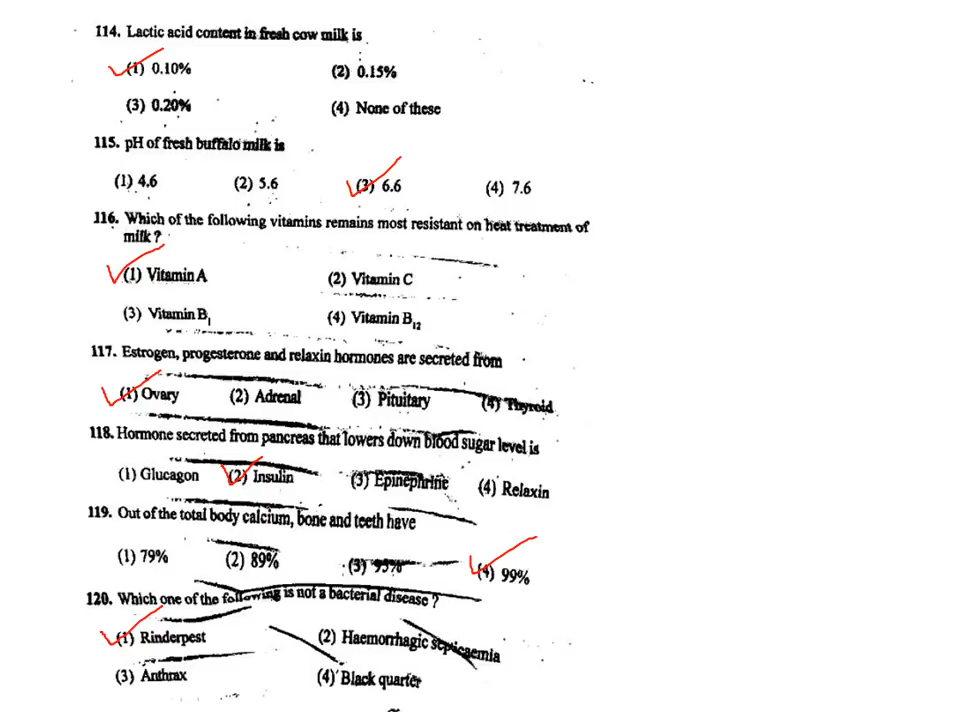 114. Lactic acid content in fresh cow milk is
(1) 0.10% (2) 0.15%
(3) 0.20% (4) None of these
115. pH of fresh buffalo milk is
(1) 4.6 (2) 5.6 (3) 6.6 (4) 7.6
116. Which of the following vitamins remains most resistant on heat treatment of
milk ?
(1) Vitamin A (2) Vitamin C
(3) Vitamin B1 (4) Vitamin B12
117. Estrogen, progesterone and relaxin hormones are secreted from
(1) Ovary (2) Adrenal (3) Pituitary (4) Thyroid
118. Hormone secreted from pancreas that lowers down blood sugar level is
(1) Glucagon (2) Insulin (3) Epinephrine (4) Relaxin
119. Out of the total body calcium, bone and teeth have
(1) 79% (2) 89% (3) 95% (4) 99%
120. Which one of the following is not a bacterial disease ?
(1) Rinderpest (2) Haemorrhagic septicaemia
(3) Anthrax (4) Black quarter